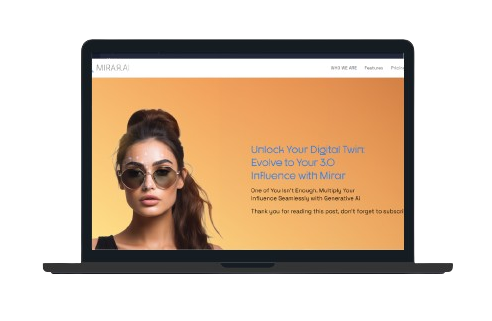 MIRAR.AI
WHO WE ARE Features Pricing
Unlock Your Digital Twin:
Evolve to Your 3.0
Influence with Mirar
One of You Isn't Enough. Multiply Your
Influence Seamlessly with Generative AI
Thank you for reading this post, don't forget to subscri